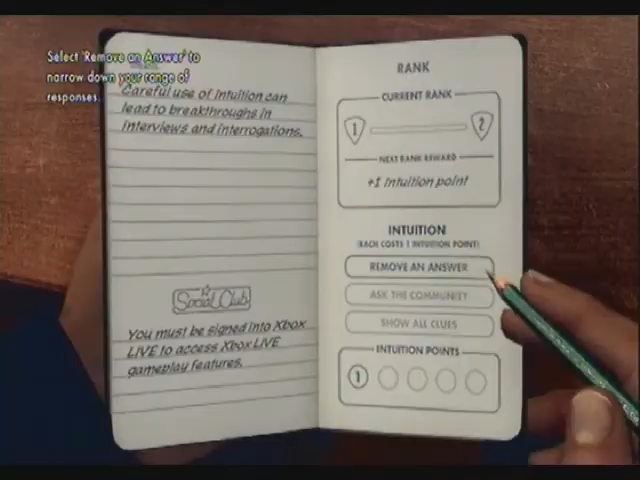 Select 'Remove an Answer' to
narrow down your range of
responses.
Careful use of intuition can
lead to breakthroughs in
interviews and interrogations.
Social Club
You must be signed into Xbox
LIVE to access Xbox LIVE
gameplay features.
RANK
CURRENT RANK
1 2
NEXT RANK REWARD
+1 intuition point
INTUITION
(EACH COSTS 1 INTUITION POINT)
REMOVE AN ANSWER
ASK THE COMMUNITY
SHOW ALL CLUES
INTUITION POINTS
1